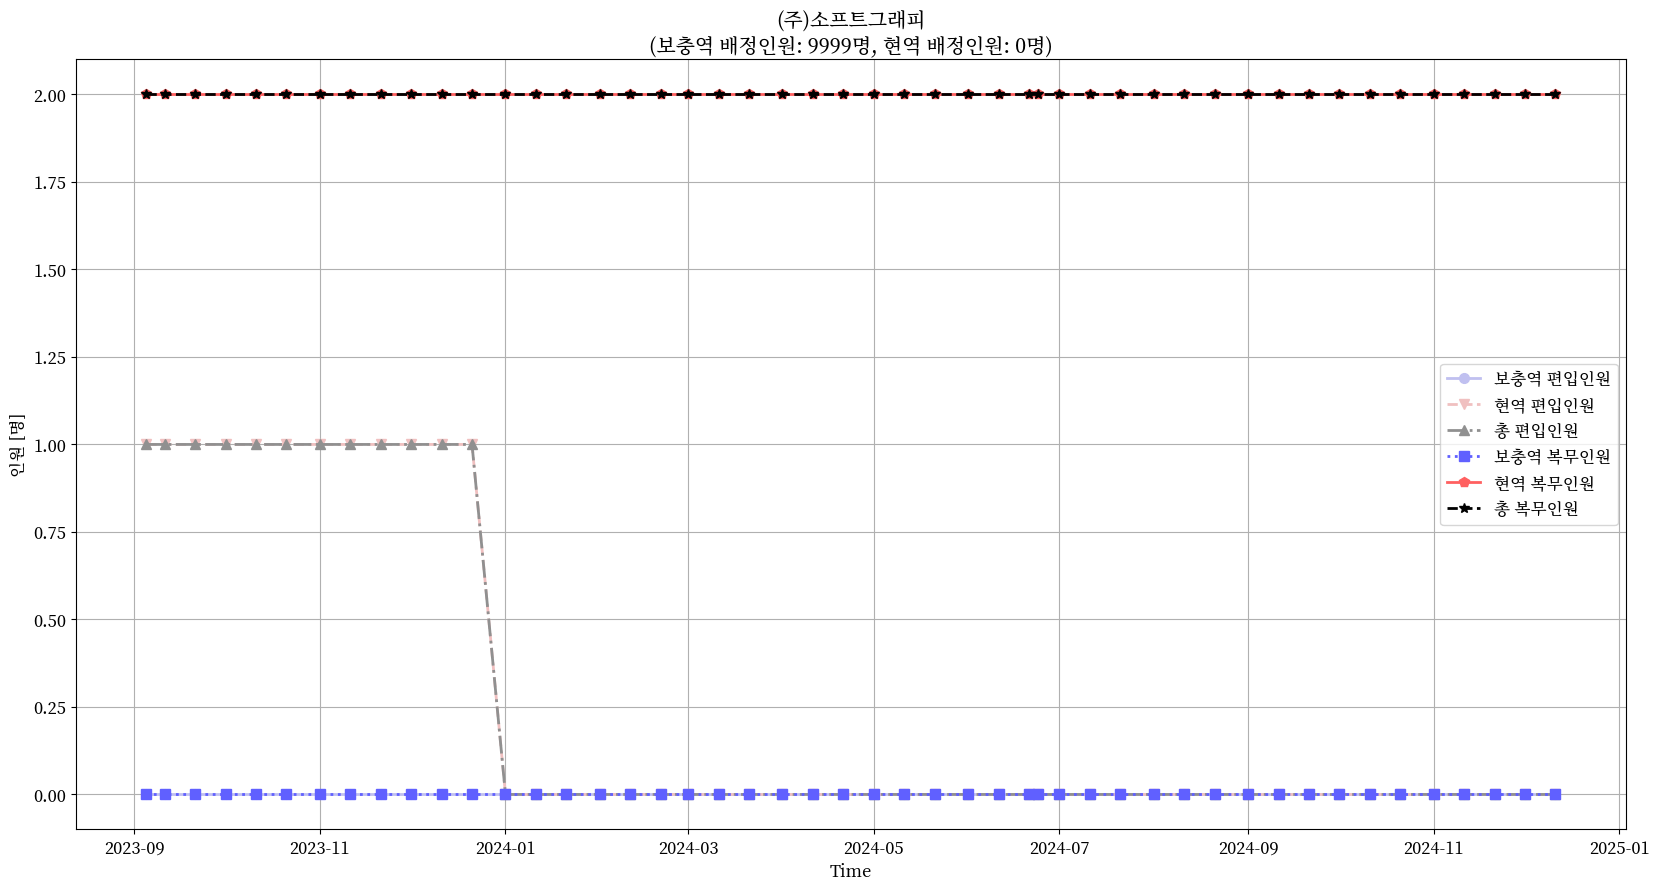 (주)소프트그래피
(보충역 배정인원: 9999명, 현역 배정인원: 0명)
인원 [명]
2.00
1.75
1.50
1.25
1.00
0.75
0.50
0.25
0.00
보충역 편입인원
현역 편입인원
총 편입인원
보충역 복무인원
현역 복무인원
총 복무인원
2023-09
2023-11
2024-01
2024-03
2024-05
2024-07
2024-09
2024-11
2025-01
Time